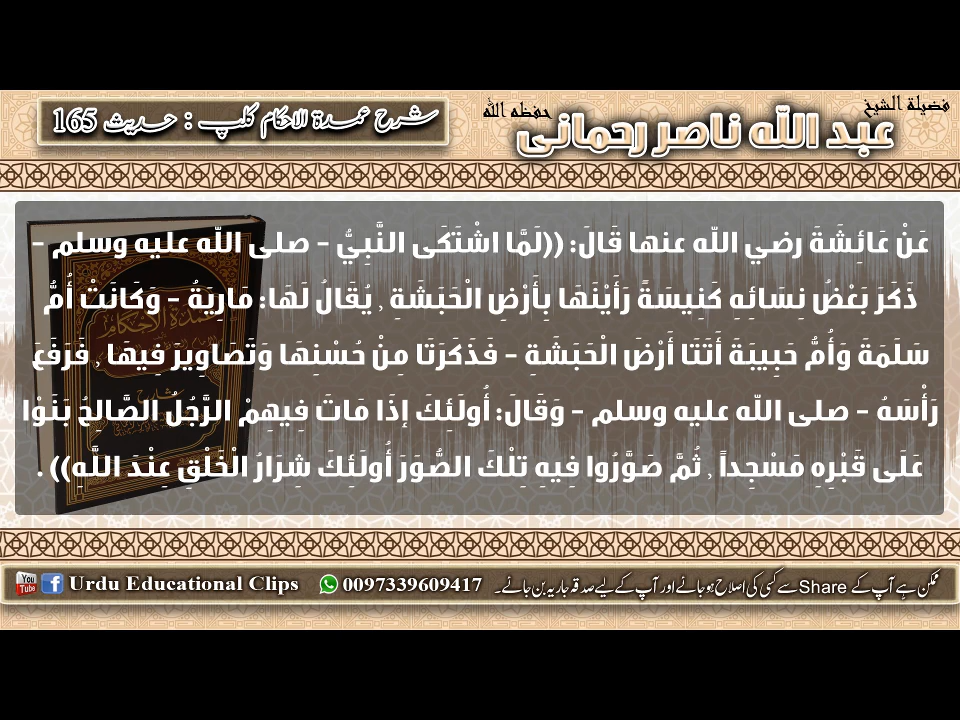 فضيلة الشيخ
عبد الله ناصر رحمانی
حفظه الله
شرح عمدۃ الاحکام کلپ : حدیث 165
عَنْ عَائِشَةَ رضي الله عنها قَالَ: ((لَمَّا اشْتَكَى النَّبِيُّ - صلى الله عليه وسلم -
ذَكَرَ بَعْضُ نِسَائِهِ كَنِيسَةً رَأَيْنَهَا بِأَرْضِ الْحَبَشَةِ , يُقَالُ لَهَا: مَارِيَةُ - وَكَانَتْ أُمُّ
سَلَمَةَ وَأُمُّ حَبِيبَةَ أَتَتَا أَرْضَ الْحَبَشَةِ - فَذَكَرَتَا مِنْ حُسْنِهَا وَتَصَاوِيرَ فِيهَا , فَرَفَعَ
رَأْسَهُ - صلى الله عليه وسلم - وَقَالَ: أُولَئِكَ إذَا مَاتَ فِيهِمْ الرَّجُلُ الصَّالِحُ بَنَوْا
عَلَى قَبْرِهِ مَسْجِداً , ثُمَّ صَوَّرُوا فِيهِ تِلْكَ الصُّوَرَ أُولَئِكَ شِرَارُ الْخَلْقِ عِنْدَ اللَّهِ)) .
ممکن ہے آپ کے Share سے کسی کی اصلاح ہو جائے اور آپ کے لیے صدقہ جاریہ بن جائے۔
0097339609417
Urdu Educational Clips
You Tube